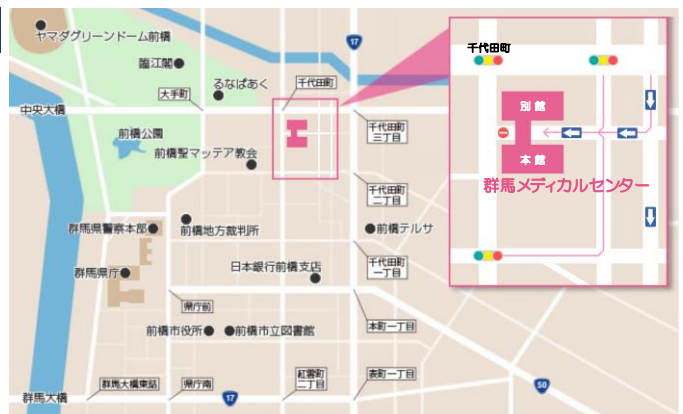 ヤマダグリーンドーム前橋
臨江閣
るなぱあく
大手町
千代田町
17
中央大橋
前橋公園
前橋聖マッテア教会
千代田町
三丁目
千代田町
二丁目
群馬県警察本部
前橋地方裁判所
前橋テルサ
群馬県庁
日本銀行前橋支店
千代田町
一丁目
県庁前
前橋市役所
前橋市立図書館
本町一丁目
群馬大橋
群馬大橋東詰
県庁南
17
紅雲町
二丁目
表町一丁目
50
千代田町
別館
本館
群馬メディカルセンター